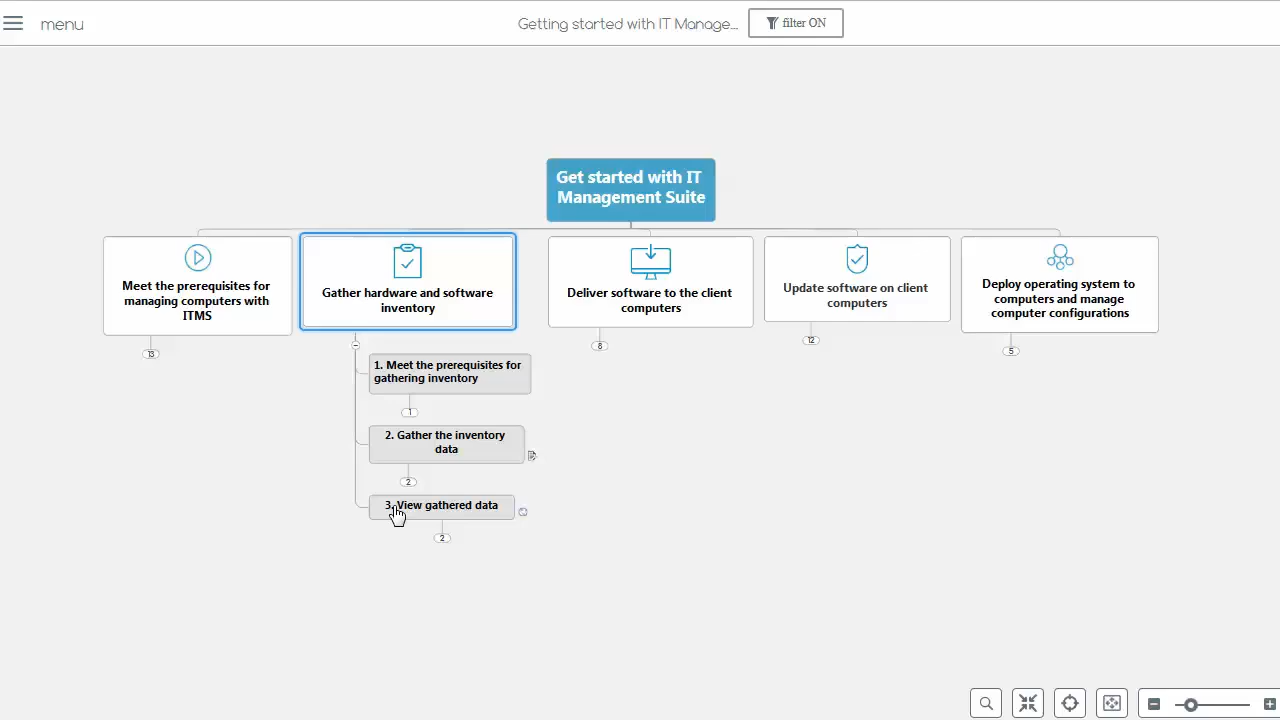 menu
Getting started with IT Manage...
filter ON
Get started with IT
Management Suite
Meet the prerequisites for
managing computers with
ITMS
13
Gather hardware and software
inventory
1. Meet the prerequisites for
gathering inventory
1
2. Gather the inventory
data
2
3. View gathered data
2
Deliver software to the client
computers
8
Update software on client
computers
12
Deploy operating system to
computers and manage
computer configurations
5